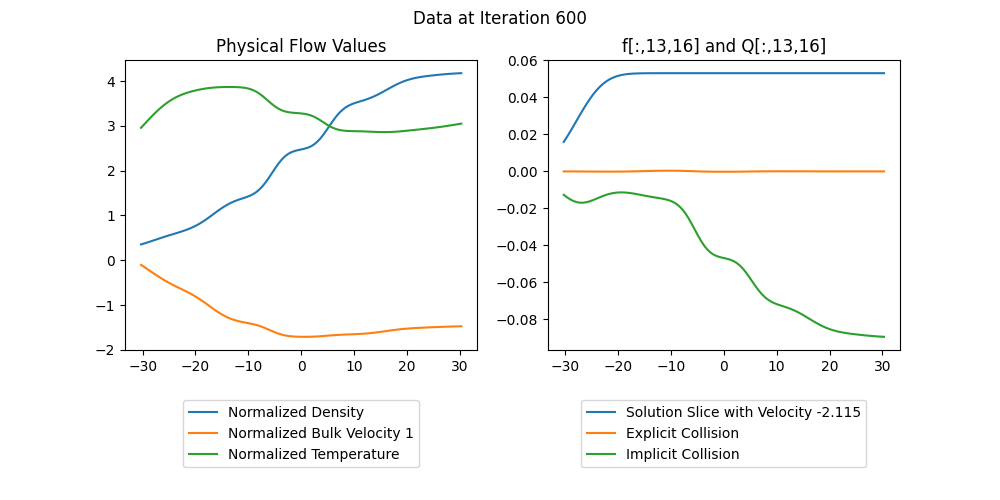 Data at Iteration 600
Physical Flow Values
4
3
2
1
0
−1
−2
−30 −20 −10 0 10 20 30
Normalized Density
Normalized Bulk Velocity 1
Normalized Temperature
f[:,13,16] and Q[:,13,16]
0.06
0.04
0.02
0.00
−0.02
−0.04
−0.06
−0.08
−30 −20 −10 0 10 20 30
Solution Slice with Velocity -2.115
Explicit Collision
Implicit Collision